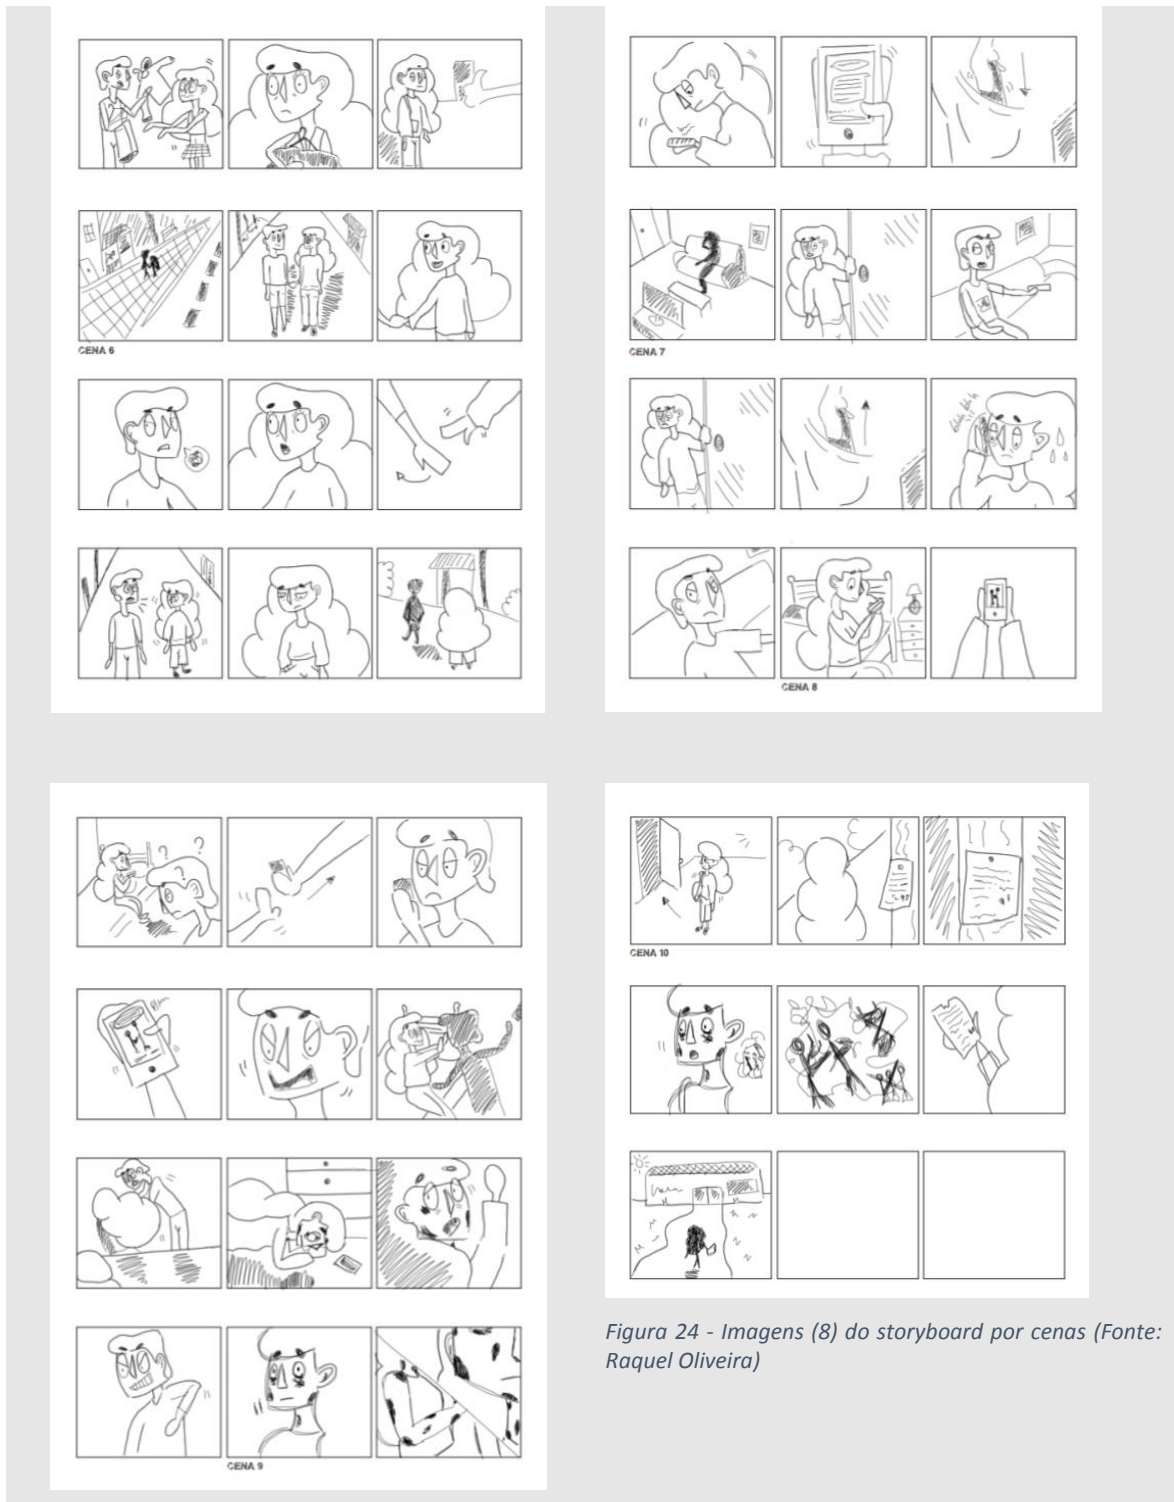 CENA 6
CENA 7
CENA 8
CENA 9
CENA 10
Figura 24 - Imagens (8) do storyboard por cenas (Fonte:
Raquel Oliveira)